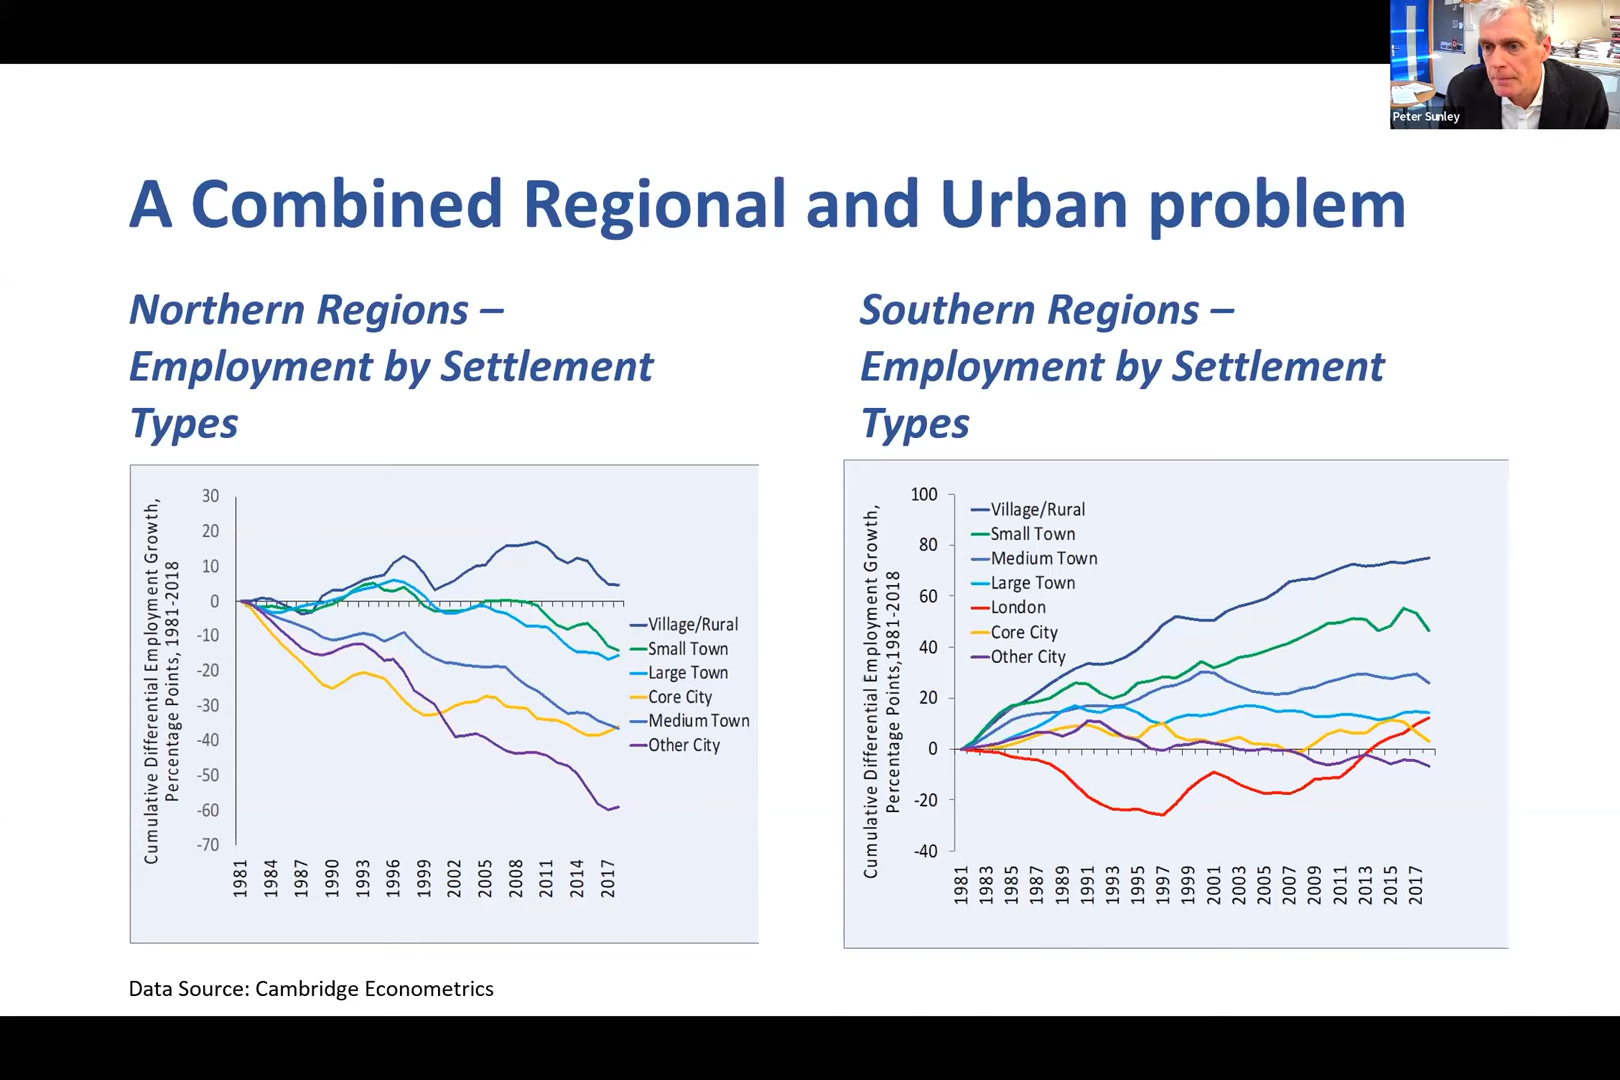 Peter Sunley
A Combined Regional and Urban problem
Northern Regions –
Employment by Settlement
Types
Cumulative Differential Employment Growth,
Percentage Points, 1981-2018
30
20
10
0
-10
-20
-30
-40
-50
-60
-70
1981
1984
1987
1990
1993
1996
1999
2002
2005
2008
2011
2014
2017
Village/Rural
Small Town
Large Town
Core City
Medium Town
Other City
Southern Regions –
Employment by Settlement
Types
Cumulative Differential Employment Growth,
Percentage Points,1981-2018
100
80
60
40
20
0
-20
-40
Village/Rural
Small Town
Medium Town
Large Town
London
Core City
Other City
1981
1983
1985
1987
1989
1991
1993
1995
1997
1999
2001
2003
2005
2007
2009
2011
2013
2015
2017
Data Source: Cambridge Econometrics